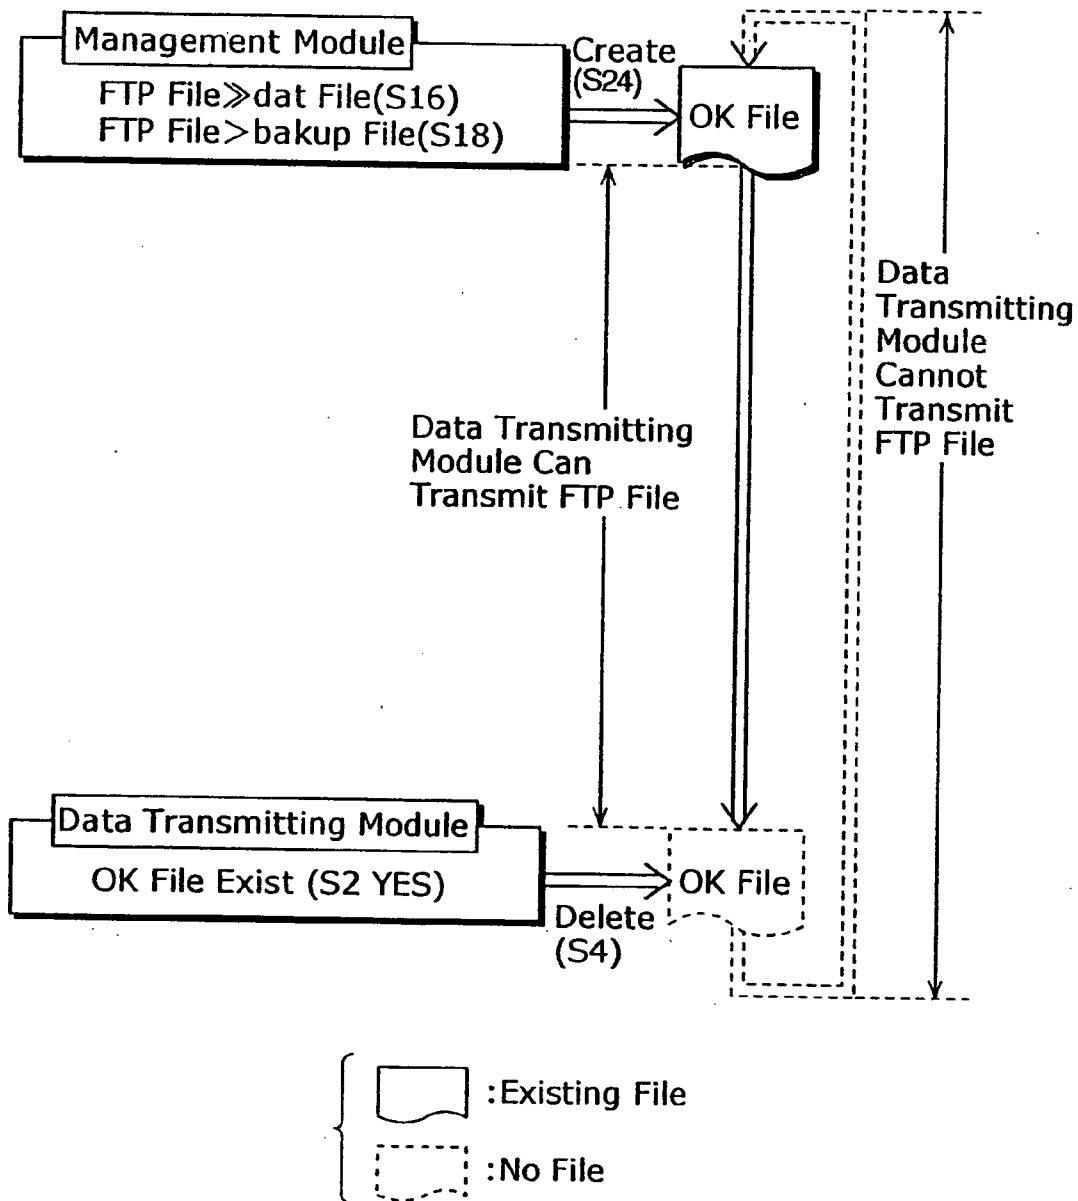 Management Module
FTP File≫dat File(S16)
FTP File>bakup File(S18)
Create
(S24)
OK File
Data
Transmitting
Module
Cannot
Transmit
FTP File
Data Transmitting
Module Can
Transmit FTP File
Data Transmitting Module
OK File Exist (S2 YES)
Delete
(S4)
OK File
:Existing File
:No File